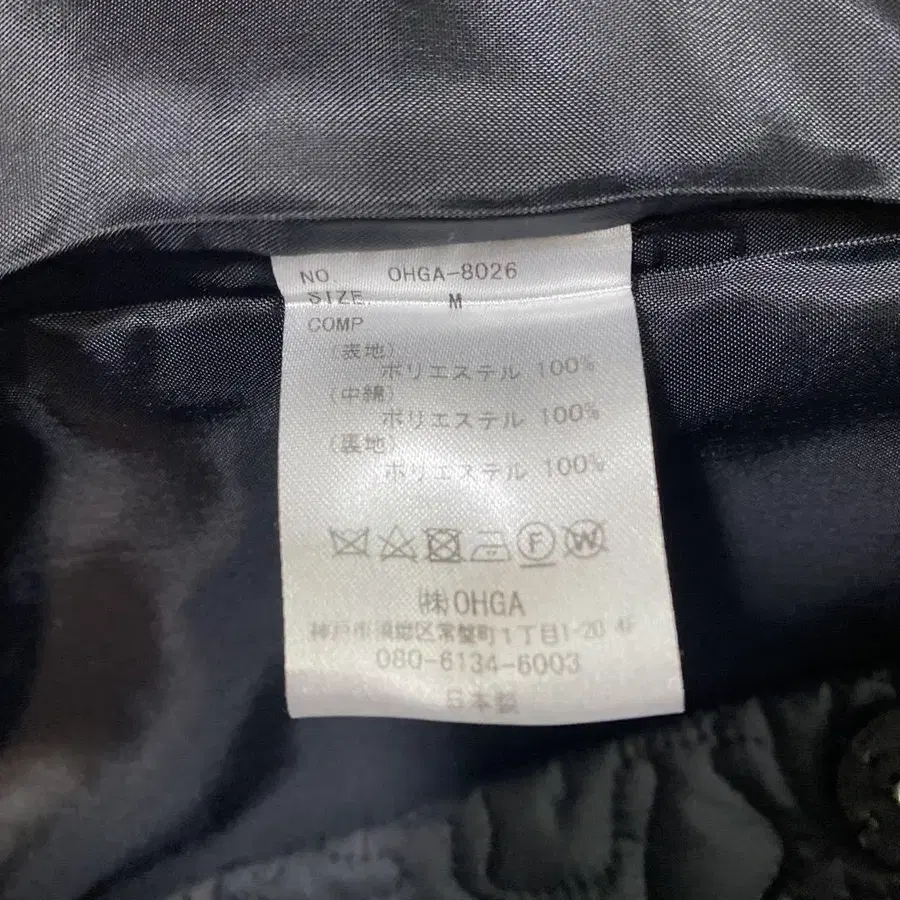 NO. OHGA-8026
SIZE M
COMP
(表地)
ポリエステル 100%
(中綿)
ポリエステル 100%
(裏地)
ポリエステル 100%
F W
㈱OHGA
神戸市須磨区常盤町1丁目1-20 4F
080-6134-6003
日本製